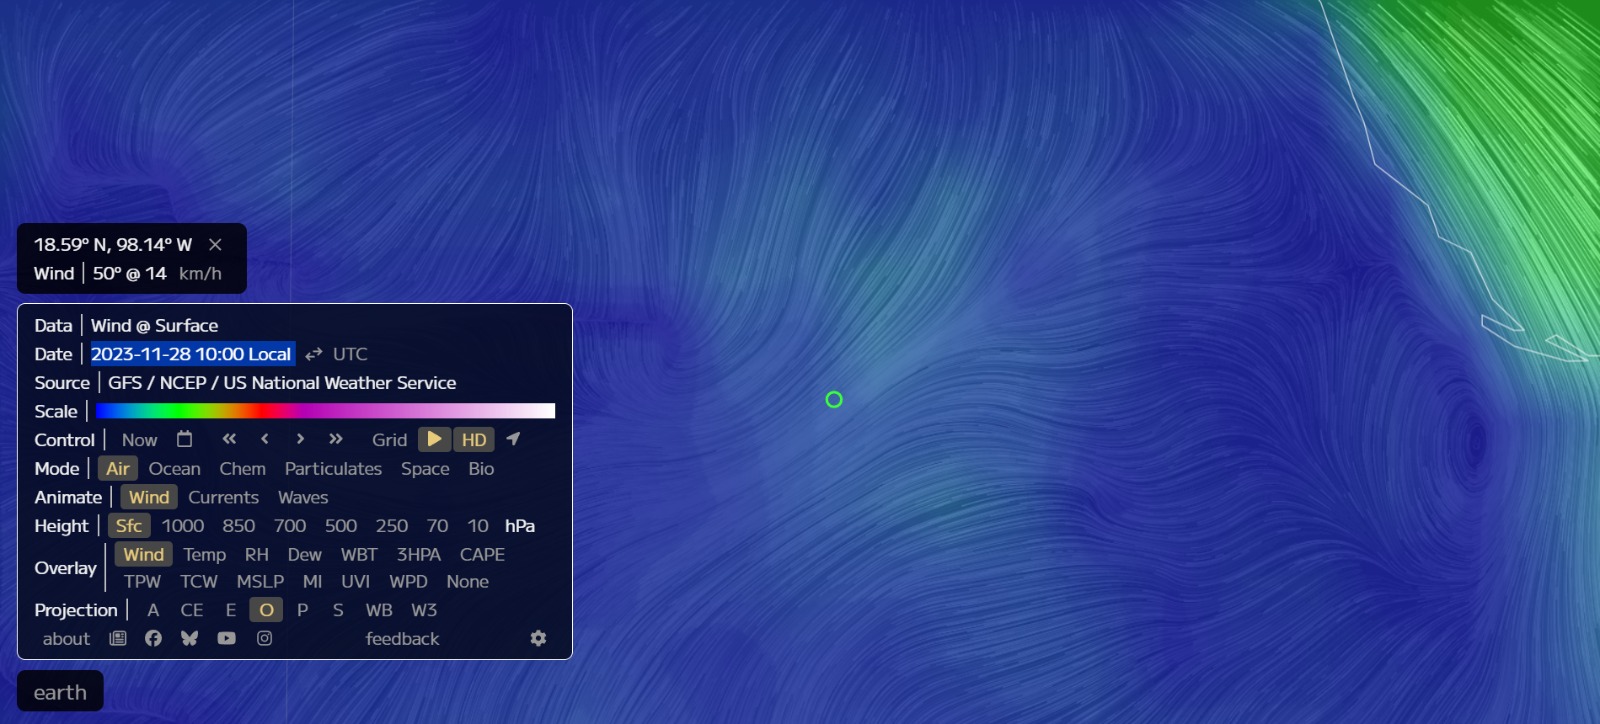 18.59° N, 98.14° W ×
Wind | 50° @ 14 km/h
Data | Wind @ Surface
Date | 2023-11-28 10:00 Local ⇄ UTC
Source | GFS / NCEP / US National Weather Service
Scale |
Control | Now « ‹ › » Grid HD
Mode | Air Ocean Chem Particulates Space Bio
Animate | Wind Currents Waves
Height | Sfc 1000 850 700 500 250 70 10 hPa
Overlay | Wind Temp RH Dew WBT 3HPA CAPE
TPW TCW MSLP MI UVI WPD None
Projection | A CE E O P S WB W3
about feedback
earth